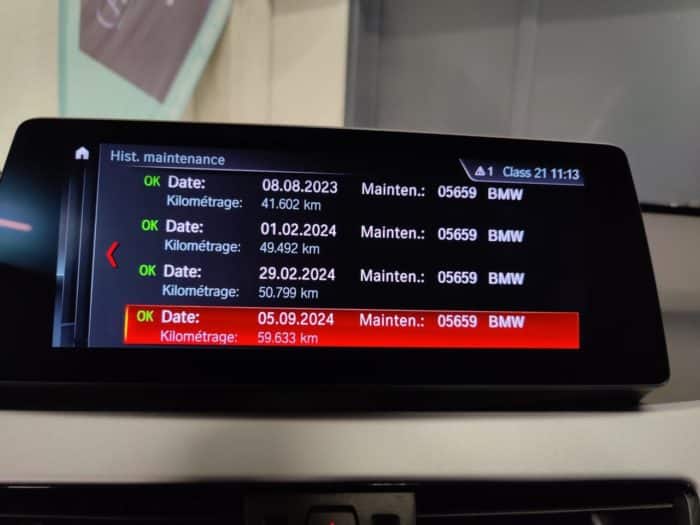 Hist. maintenance
1 Class 21 11:13
OK Date: 08.08.2023 Mainten.: 05659 BMW
Kilométrage: 41.602 km
OK Date: 01.02.2024 Mainten.: 05659 BMW
Kilométrage: 49.492 km
OK Date: 29.02.2024 Mainten.: 05659 BMW
Kilométrage: 50.799 km
OK Date: 05.09.2024 Mainten.: 05659 BMW
Kilométrage: 59.633 km